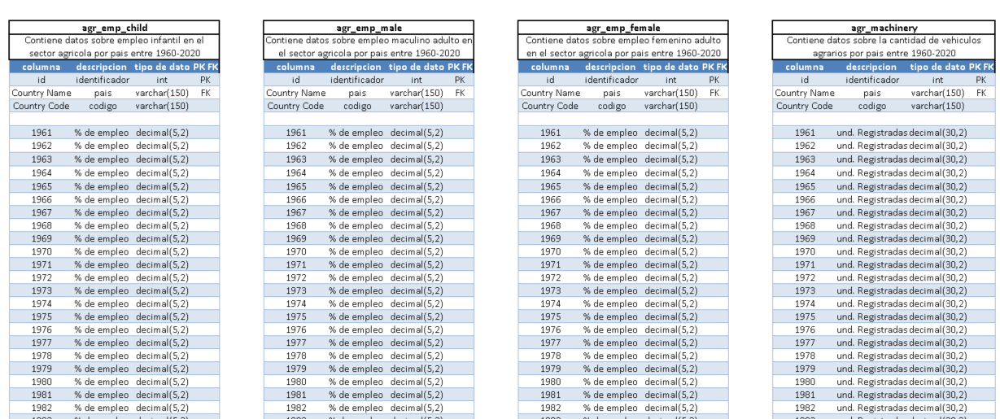 agr_emp_child
Contiene datos sobre empleo infantil en el
sector agricola por pais entre 1960-2020
columna descripcion tipo de dato PK FK
id identificador int PK
Country Name pais varchar(150) FK
Country Code codigo varchar(150)
1961 % de empleo decimal(5,2)
1962 % de empleo decimal(5,2)
1963 % de empleo decimal(5,2)
1964 % de empleo decimal(5,2)
1965 % de empleo decimal(5,2)
1966 % de empleo decimal(5,2)
1967 % de empleo decimal(5,2)
1968 % de empleo decimal(5,2)
1969 % de empleo decimal(5,2)
1970 % de empleo decimal(5,2)
1971 % de empleo decimal(5,2)
1972 % de empleo decimal(5,2)
1973 % de empleo decimal(5,2)
1974 % de empleo decimal(5,2)
1975 % de empleo decimal(5,2)
1976 % de empleo decimal(5,2)
1977 % de empleo decimal(5,2)
1978 % de empleo decimal(5,2)
1979 % de empleo decimal(5,2)
1980 % de empleo decimal(5,2)
1981 % de empleo decimal(5,2)
1982 % de empleo decimal(5,2)
agr_emp_male
Contiene datos sobre empleo maculino adulto en
el sector agricola por pais entre 1960-2020
columna descripcion tipo de dato PK FK
id identificador int PK
Country Name pais varchar(150) FK
Country Code codigo varchar(150)
1961 % de empleo decimal(5,2)
1962 % de empleo decimal(5,2)
1963 % de empleo decimal(5,2)
1964 % de empleo decimal(5,2)
1965 % de empleo decimal(5,2)
1966 % de empleo decimal(5,2)
1967 % de empleo decimal(5,2)
1968 % de empleo decimal(5,2)
1969 % de empleo decimal(5,2)
1970 % de empleo decimal(5,2)
1971 % de empleo decimal(5,2)
1972 % de empleo decimal(5,2)
1973 % de empleo decimal(5,2)
1974 % de empleo decimal(5,2)
1975 % de empleo decimal(5,2)
1976 % de empleo decimal(5,2)
1977 % de empleo decimal(5,2)
1978 % de empleo decimal(5,2)
1979 % de empleo decimal(5,2)
1980 % de empleo decimal(5,2)
1981 % de empleo decimal(5,2)
1982 % de empleo decimal(5,2)
agr_emp_female
Contiene datos sobre empleo femenino adulto
en el sector agricola por pais entre 1960-2020
columna descripcion tipo de dato PK FK
id identificador int PK
Country Name pais varchar(150) FK
Country Code codigo varchar(150)
1961 % de empleo decimal(5,2)
1962 % de empleo decimal(5,2)
1963 % de empleo decimal(5,2)
1964 % de empleo decimal(5,2)
1965 % de empleo decimal(5,2)
1966 % de empleo decimal(5,2)
1967 % de empleo decimal(5,2)
1968 % de empleo decimal(5,2)
1969 % de empleo decimal(5,2)
1970 % de empleo decimal(5,2)
1971 % de empleo decimal(5,2)
1972 % de empleo decimal(5,2)
1973 % de empleo decimal(5,2)
1974 % de empleo decimal(5,2)
1975 % de empleo decimal(5,2)
1976 % de empleo decimal(5,2)
1977 % de empleo decimal(5,2)
1978 % de empleo decimal(5,2)
1979 % de empleo decimal(5,2)
1980 % de empleo decimal(5,2)
1981 % de empleo decimal(5,2)
1982 % de empleo decimal(5,2)
agr_machinery
Contiene datos sobre la cantidad de vehiculos
agrarios por pais entre 1960-2020
columna descripcion tipo de dato PK FK
id identificador int PK
Country Name pais varchar(150) FK
Country Code codigo varchar(150)
1961 und. Registradas decimal(30,2)
1962 und. Registradas decimal(30,2)
1963 und. Registradas decimal(30,2)
1964 und. Registradas decimal(30,2)
1965 und. Registradas decimal(30,2)
1966 und. Registradas decimal(30,2)
1967 und. Registradas decimal(30,2)
1968 und. Registradas decimal(30,2)
1969 und. Registradas decimal(30,2)
1970 und. Registradas decimal(30,2)
1971 und. Registradas decimal(30,2)
1972 und. Registradas decimal(30,2)
1973 und. Registradas decimal(30,2)
1974 und. Registradas decimal(30,2)
1975 und. Registradas decimal(30,2)
1976 und. Registradas decimal(30,2)
1977 und. Registradas decimal(30,2)
1978 und. Registradas decimal(30,2)
1979 und. Registradas decimal(30,2)
1980 und. Registradas decimal(30,2)
1981 und. Registradas decimal(30,2)
1982 und. Registradas decimal(30,2)